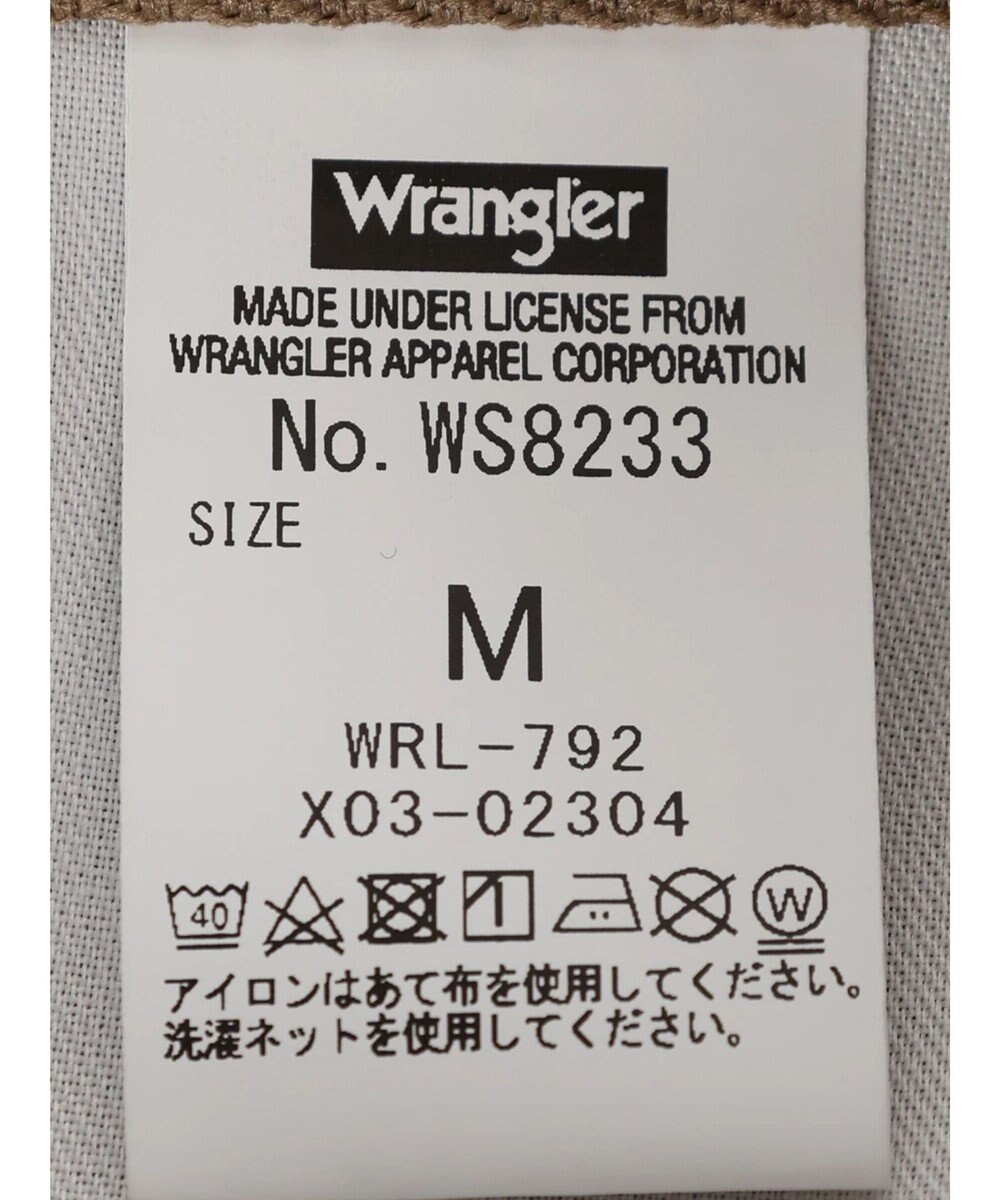 Wrangler
MADE UNDER LICENSE FROM
WRANGLER APPAREL CORPORATION
No. WS8233
SIZE
M
WRL-792
X03-02304
40 W
アイロンはあて布を使用してください。
洗濯ネットを使用してください。